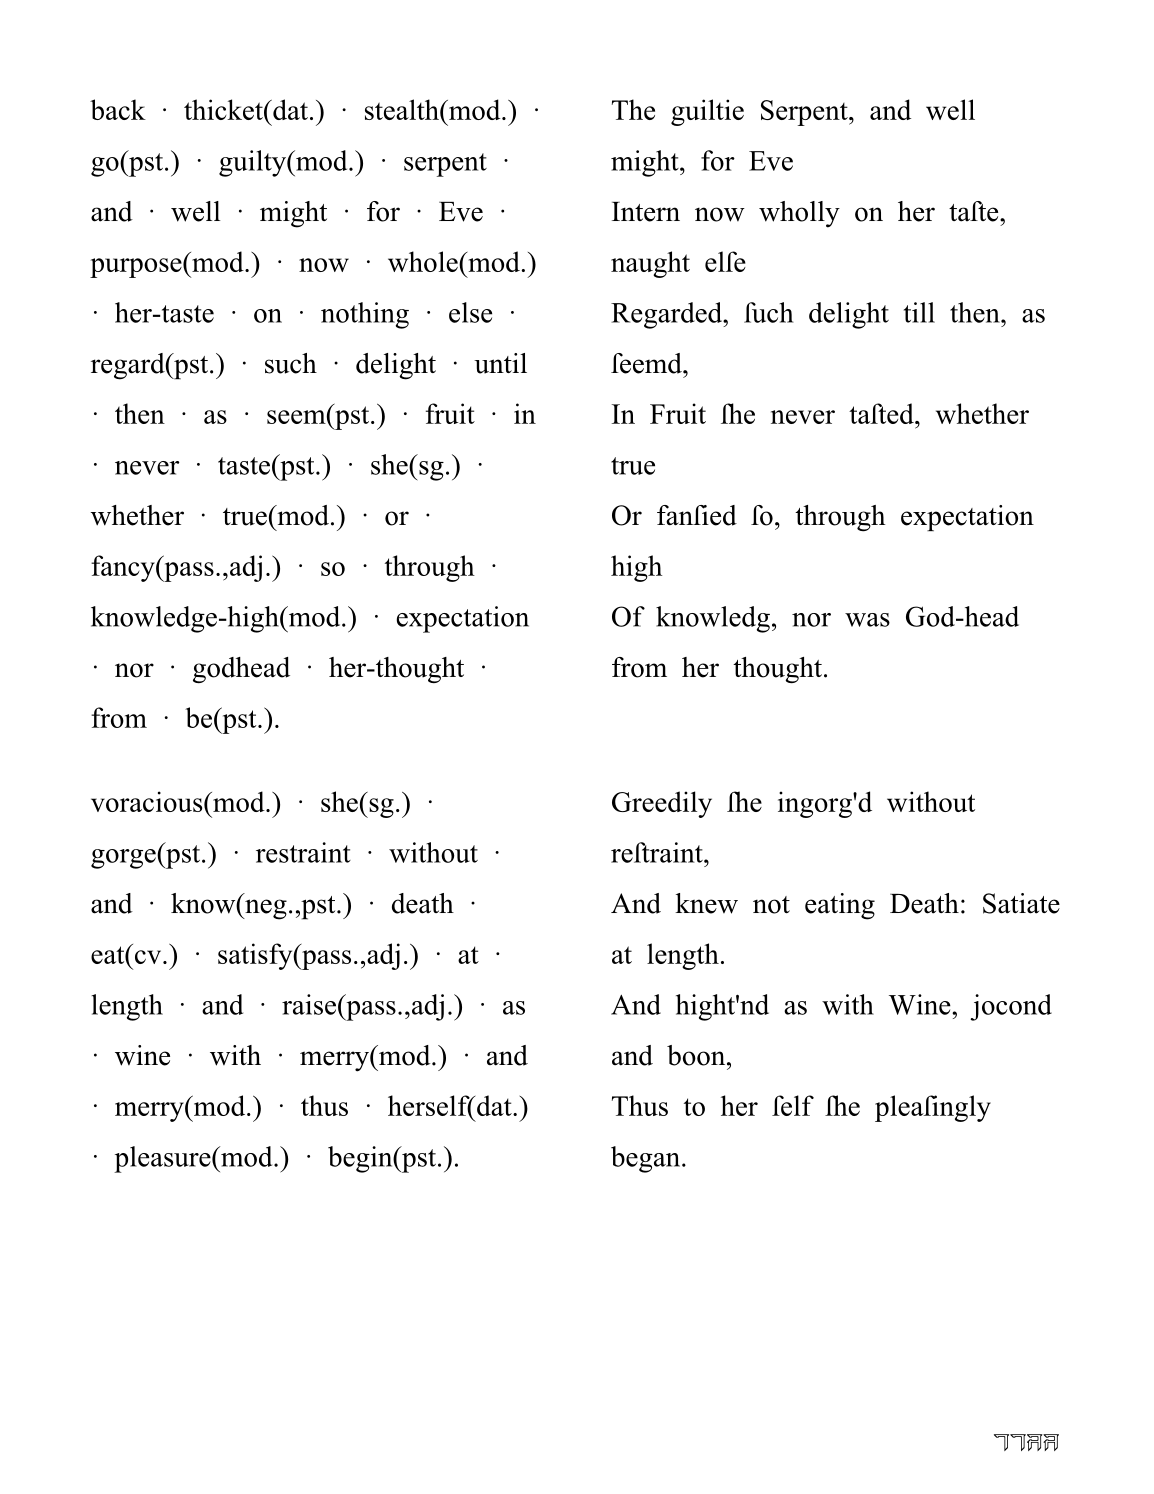 back · thicket(dat.) · stealth(mod.) ·
go(pst.) · guilty(mod.) · serpent ·
and · well · might · for · Eve ·
purpose(mod.) · now · whole(mod.)
· her-taste · on · nothing · else ·
regard(pst.) · such · delight · until
· then · as · seem(pst.) · fruit · in
· never · taste(pst.) · she(sg.) ·
whether · true(mod.) · or ·
fancy(pass.,adj.) · so · through ·
knowledge-high(mod.) · expectation
· nor · godhead · her-thought ·
from · be(pst.).
voracious(mod.) · she(sg.) ·
gorge(pst.) · restraint · without ·
and · know(neg.,pst.) · death ·
eat(cv.) · satisfy(pass.,adj.) · at ·
length · and · raise(pass.,adj.) · as
· wine · with · merry(mod.) · and
· merry(mod.) · thus · herself(dat.)
· pleasure(mod.) · begin(pst.).
The guiltie Serpent, and well
might, for Eve
Intern now wholly on her taſte,
naught elſe
Regarded, ſuch delight till then, as
ſeemd,
In Fruit ſhe never taſted, whether
true
Or fanſied ſo, through expectation
high
Of knowledg, nor was God-head
from her thought.
Greedily ſhe ingorg'd without
reſtraint,
And knew not eating Death: Satiate
at length.
And hight'nd as with Wine, jocond
and boon,
Thus to her ſelf ſhe pleaſingly
began.